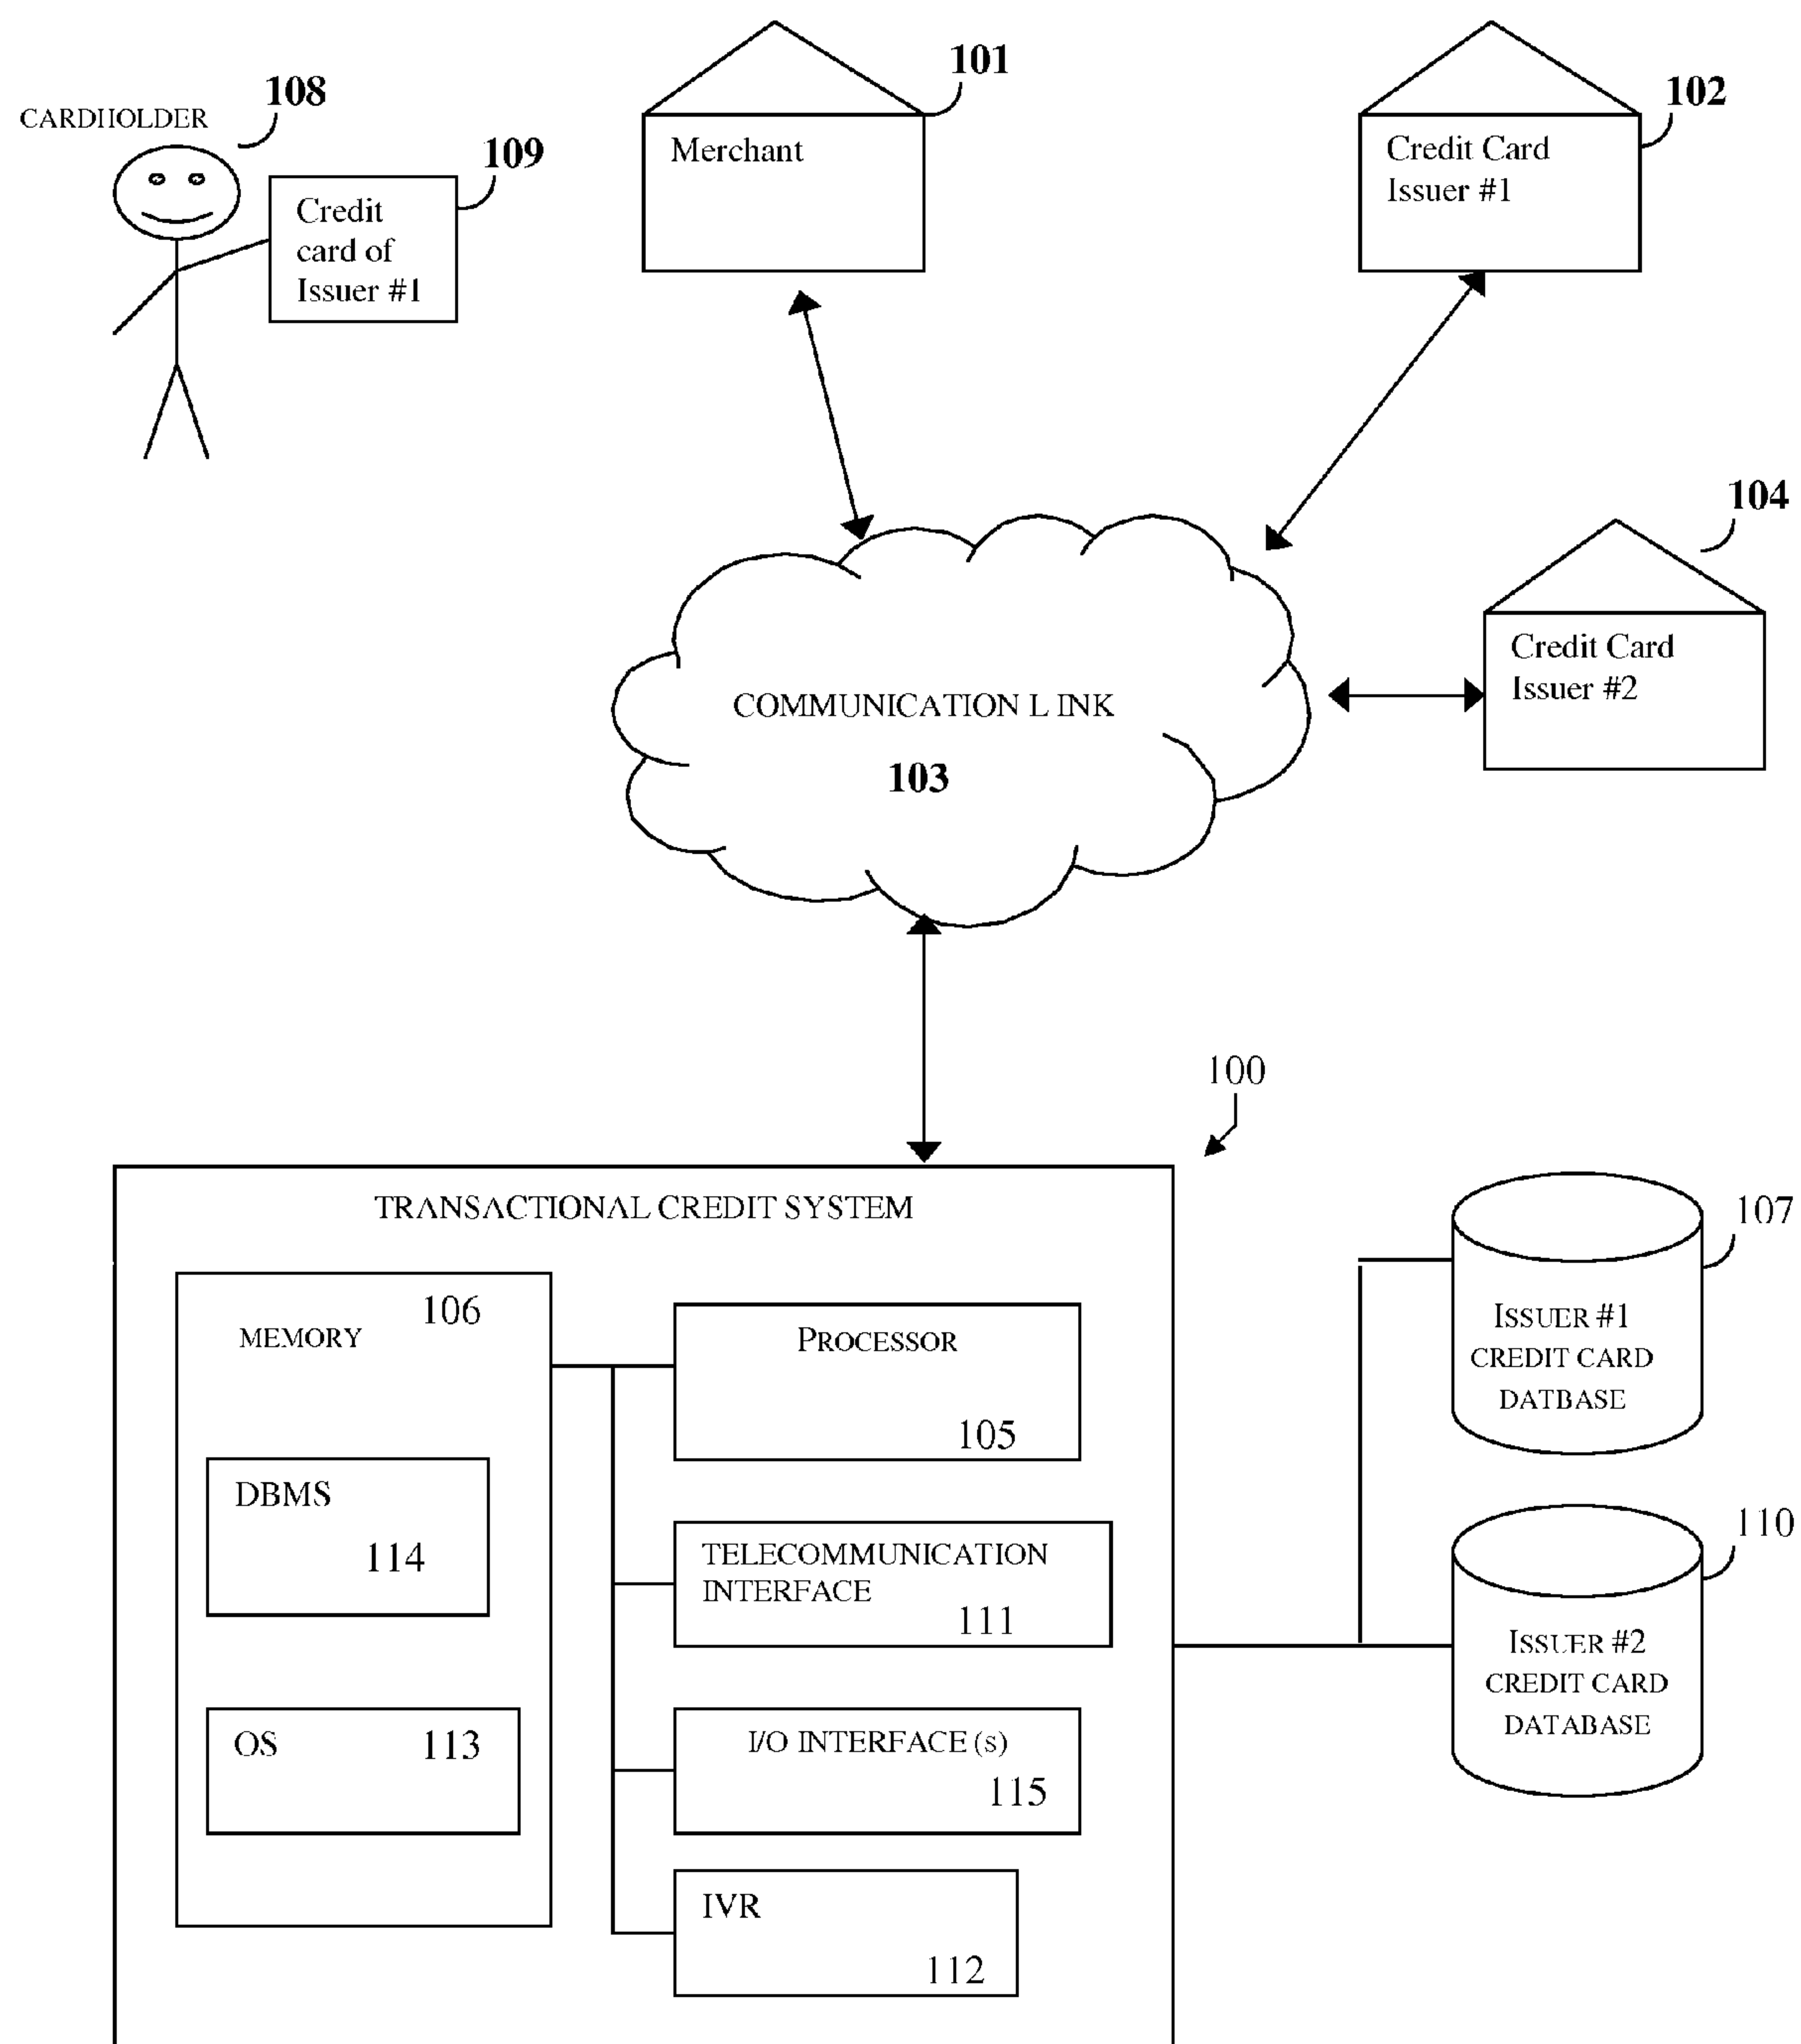 101
108
102
CARDHOLDER
Merchant
Credit Card
Issuer #1
109
Credit
card of
Issuer #1
104
Credit Card
Issuer #2
COMMUNICATION L INK
103
100
TRANSACTIONAL CREDIT SYSTEM
107
106
MEMORY
PROCESSOR
105
ISSUER #1
CREDIT CARD
DATBASE
DBMS
114
TELECOMMUNICATION
INTERFACE
111
110
ISSUER #2
CREDIT CARD
DATABASE
OS
113
I/O INTERFACE (S)
115
IVR
112